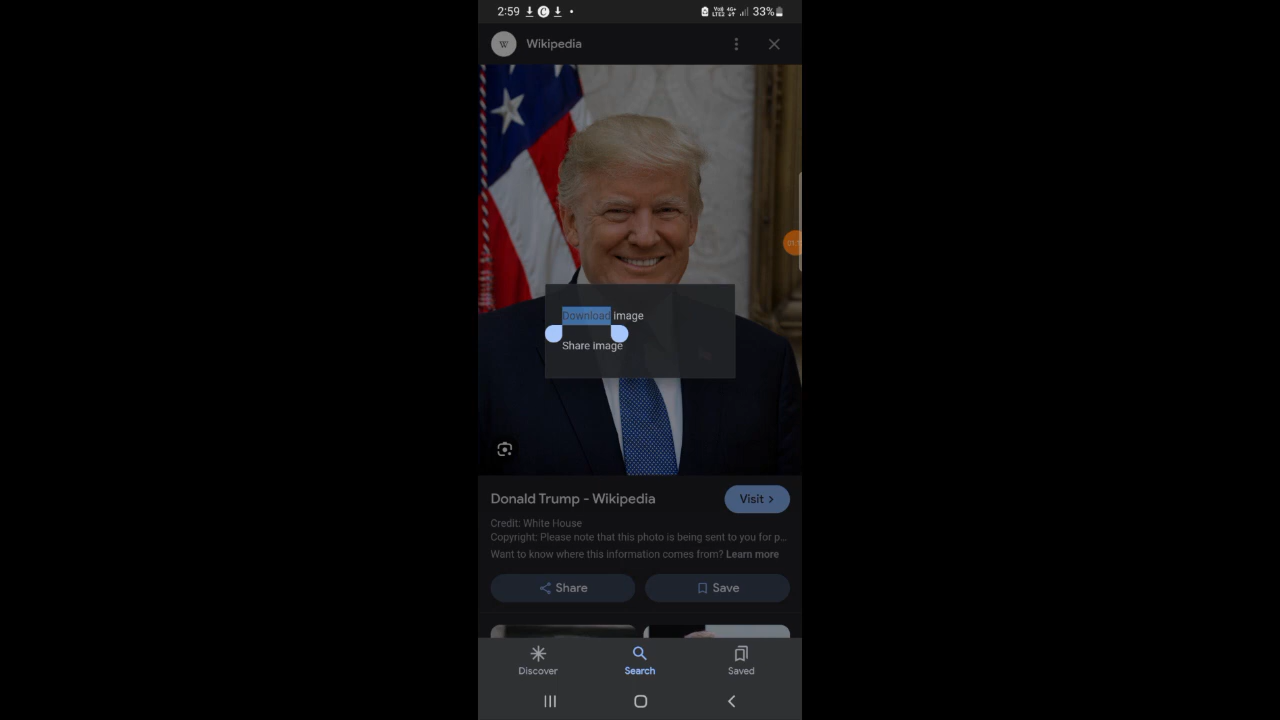 2:59
33%
W Wikipedia
Download image
Share image
Donald Trump - Wikipedia
Visit
Credit: White House
Copyright: Please note that this photo is being sent to you for p...
Want to know where this information comes from? Learn more
Share
Save
Discover
Search
Saved